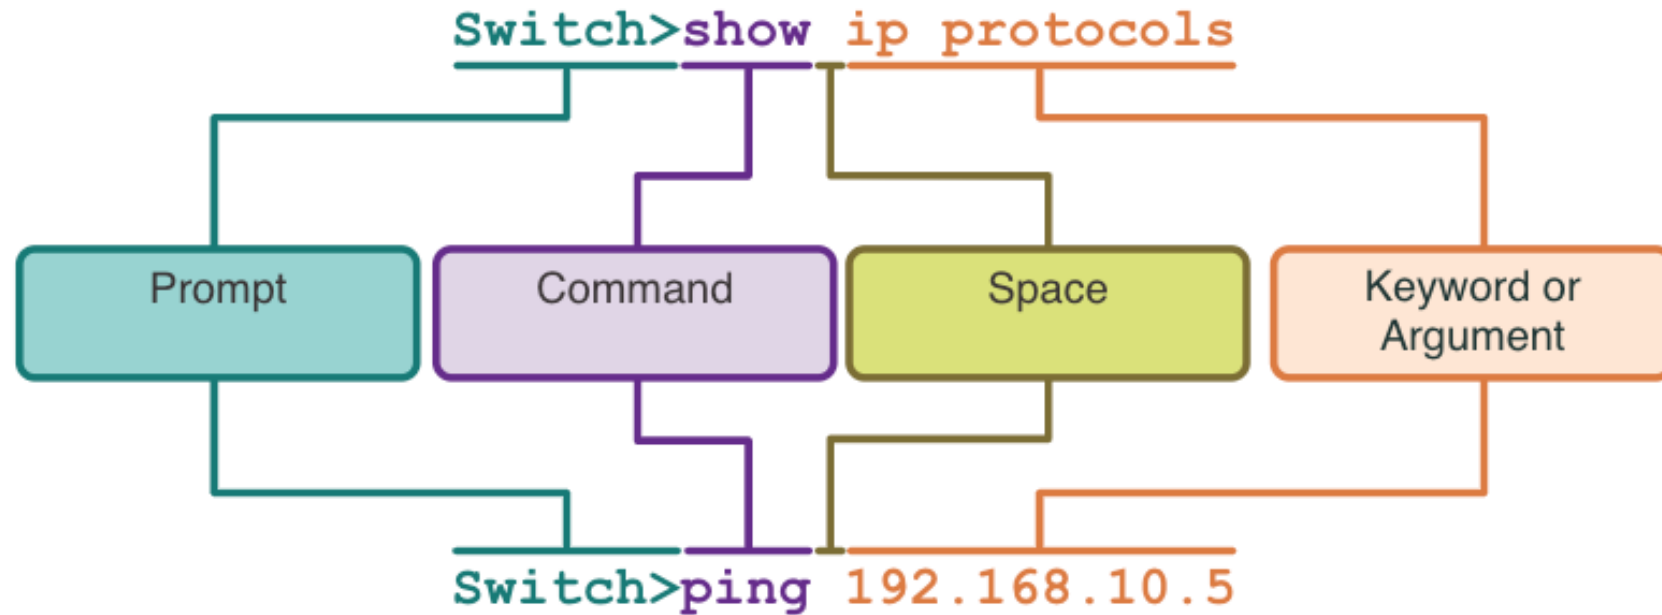 Switch>show ip protocols
Prompt
Command
Space
Keyword or
Argument
Switch>ping 192.168.10.5